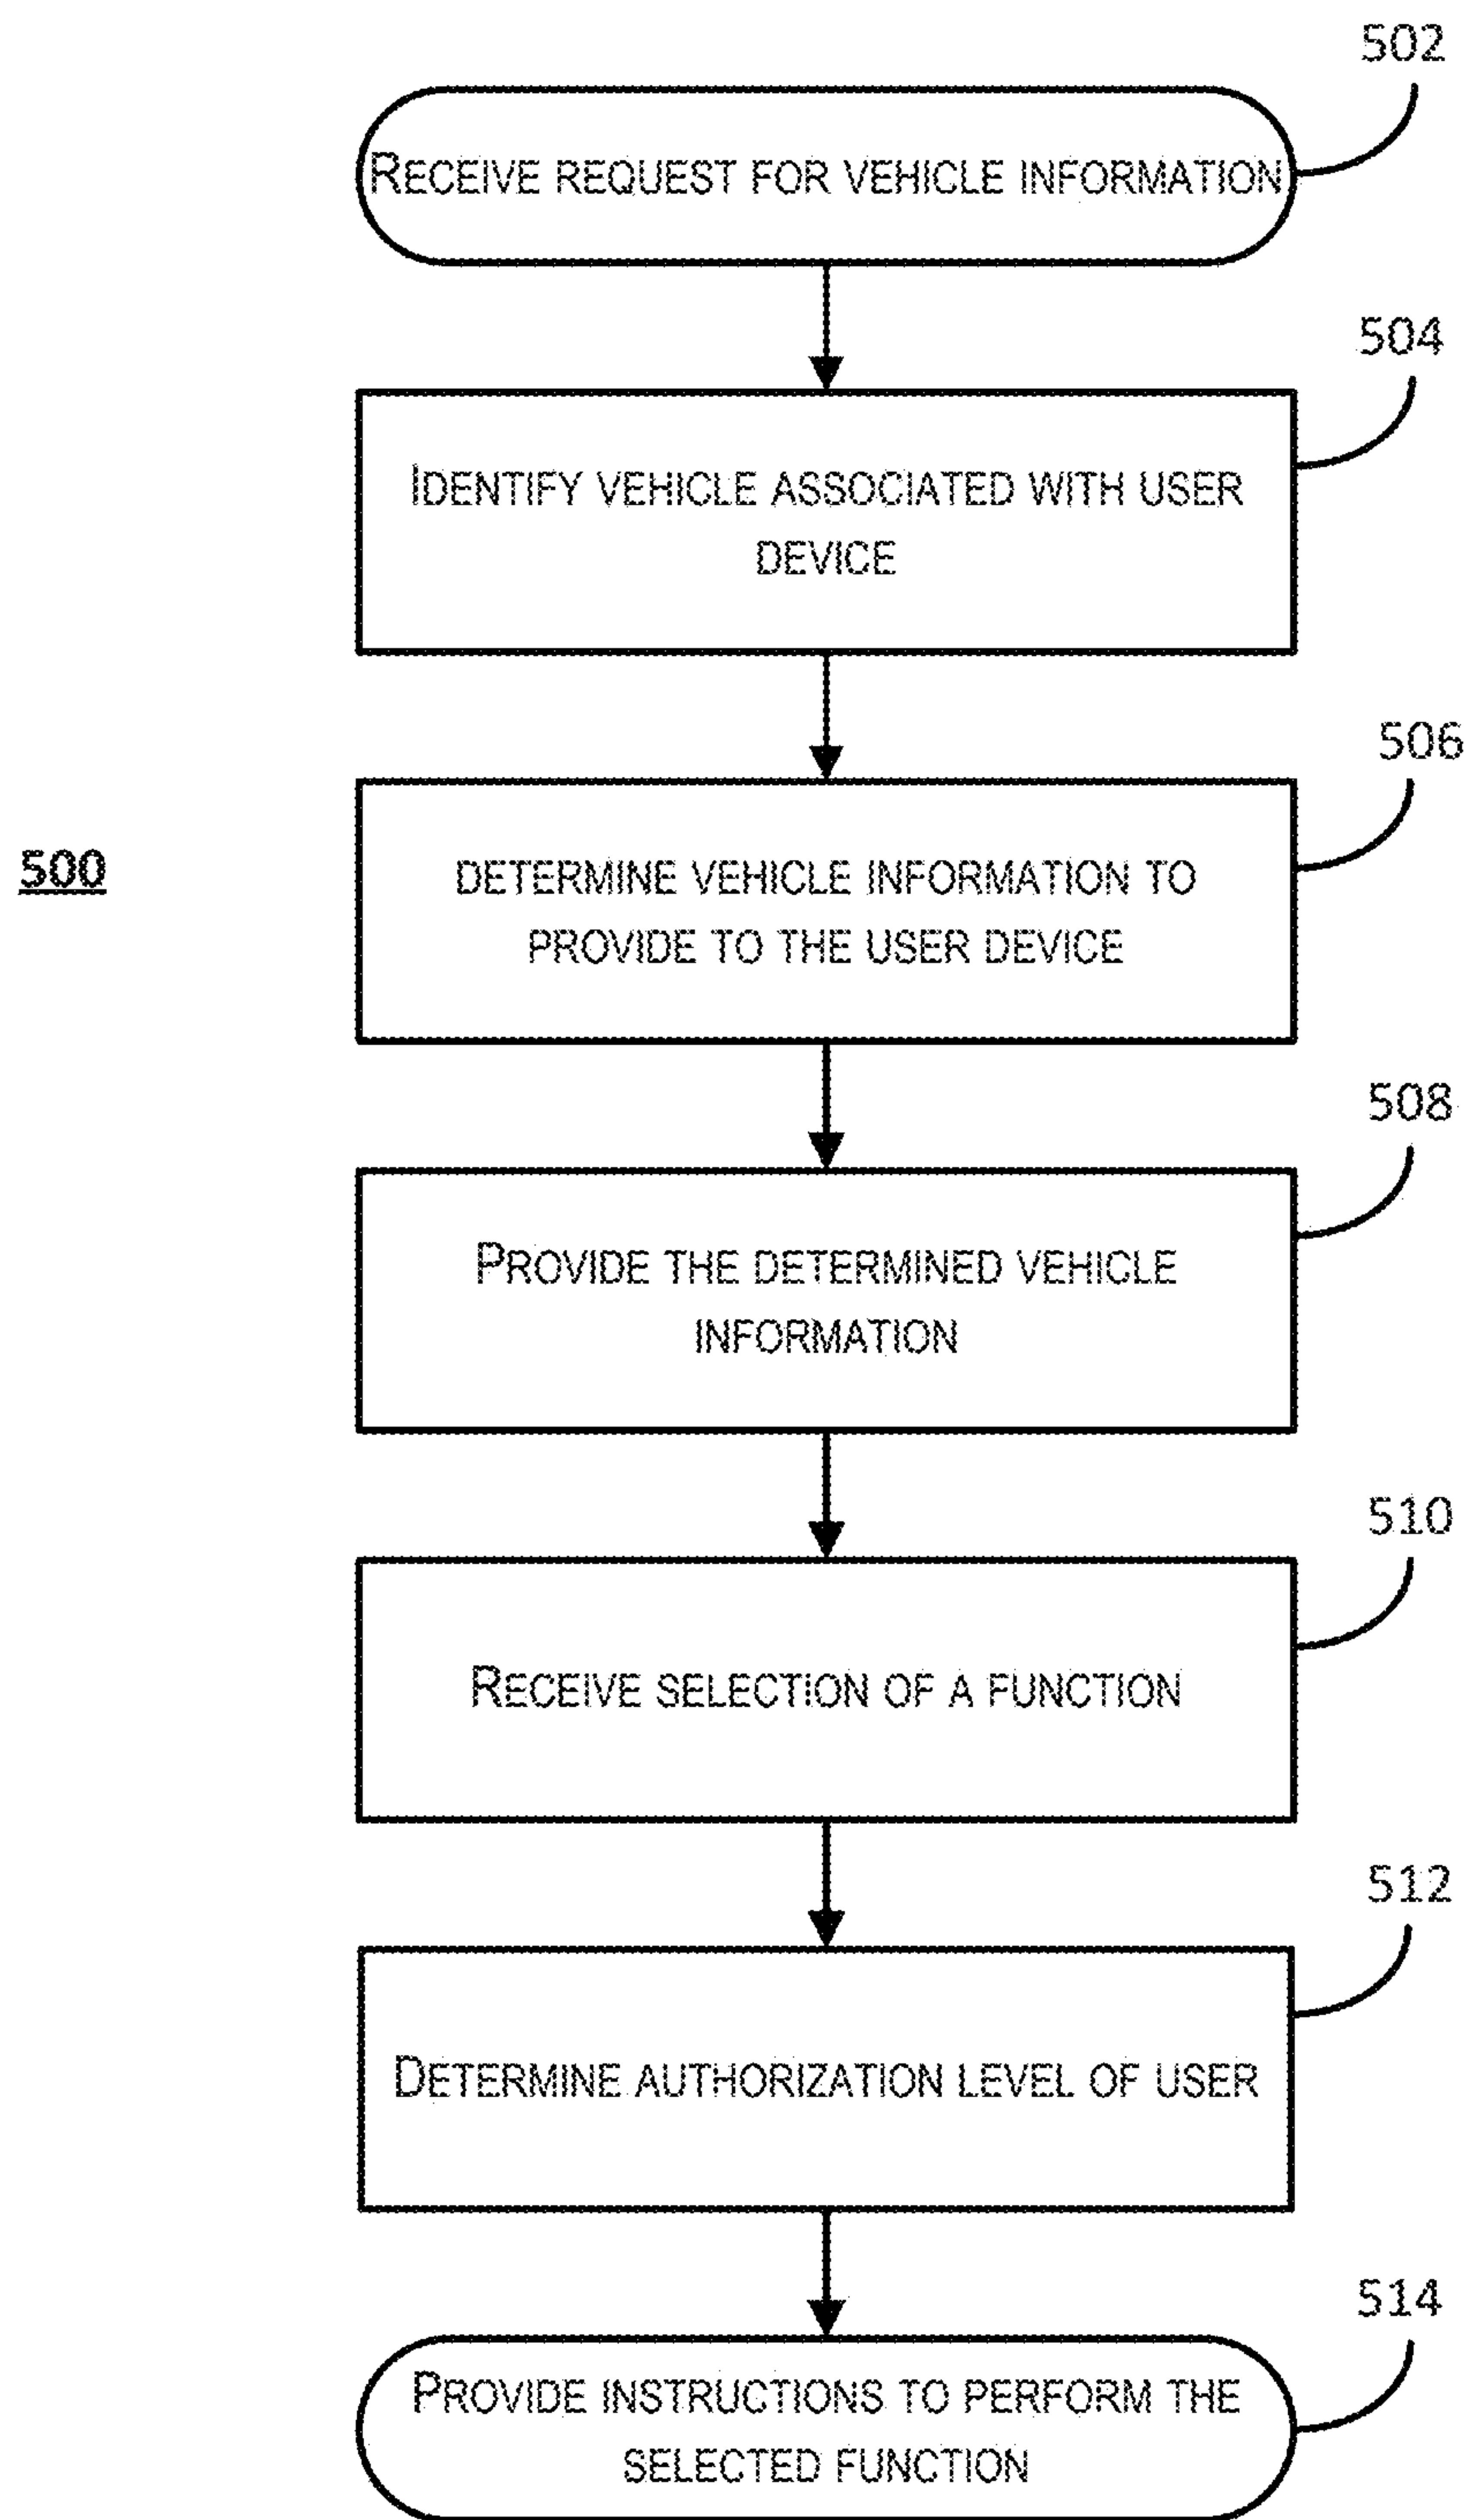 502
RECEIVE REQUEST FOR VEHICLE INFORMATION
504
IDENTIFY VEHICLE ASSOCIATED WITH USER
DEVICE
506
500
DETERMINE VEHICLE INFORMATION TO
PROVIDE TO THE USER DEVICE
508
PROVIDE THE DETERMINED VEHICLE
INFORMATION
510
RECEIVE SELECTION OF A FUNCTION
512
DETERMINE AUTHORIZATION LEVEL OF USER
514
PROVIDE INSTRUCTIONS TO PERFORM THE
SELECTED FUNCTION